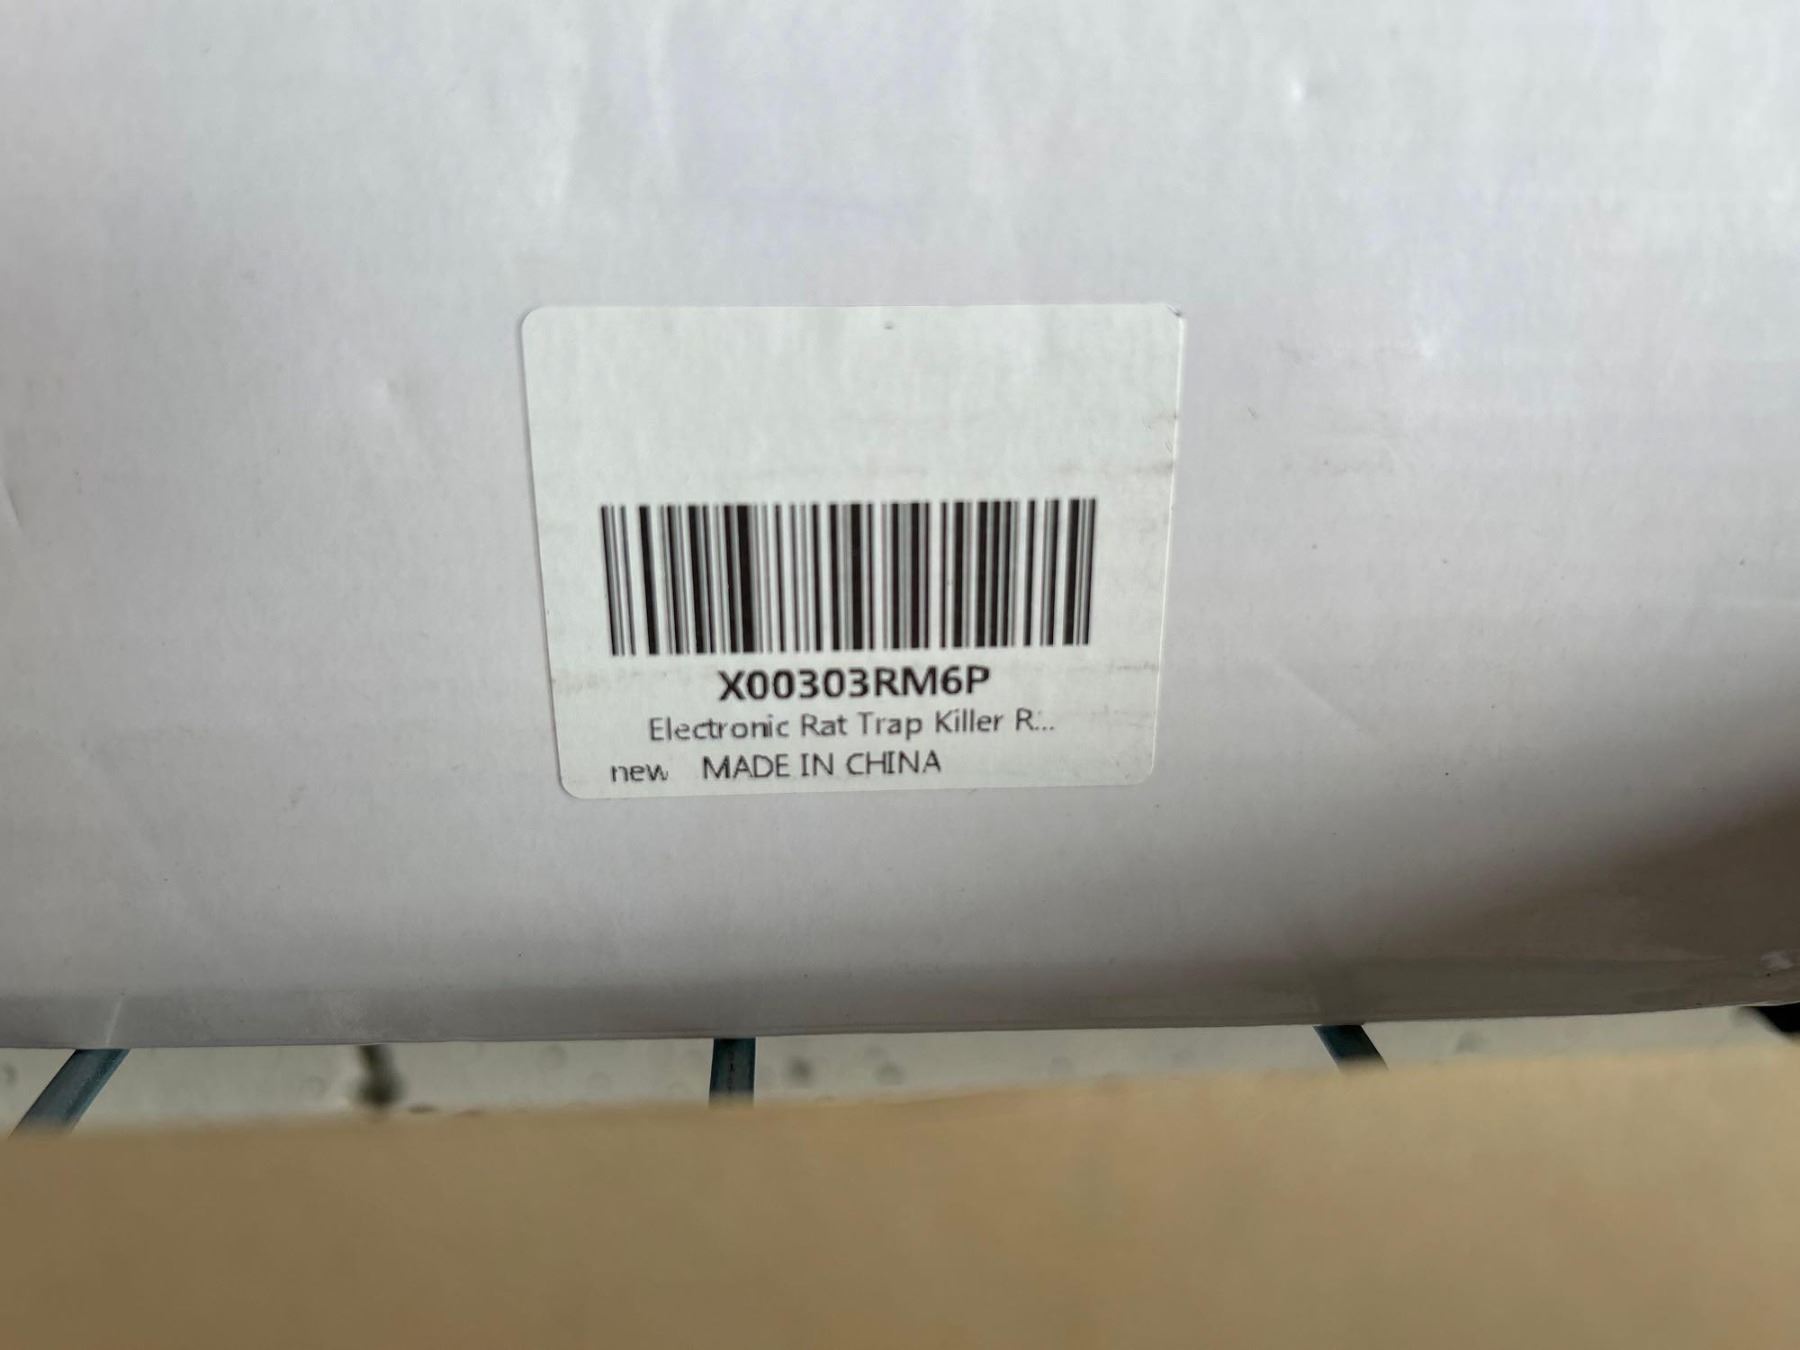 X00303RM6P
Electronic Rat Trap Killer R...
new MADE IN CHINA